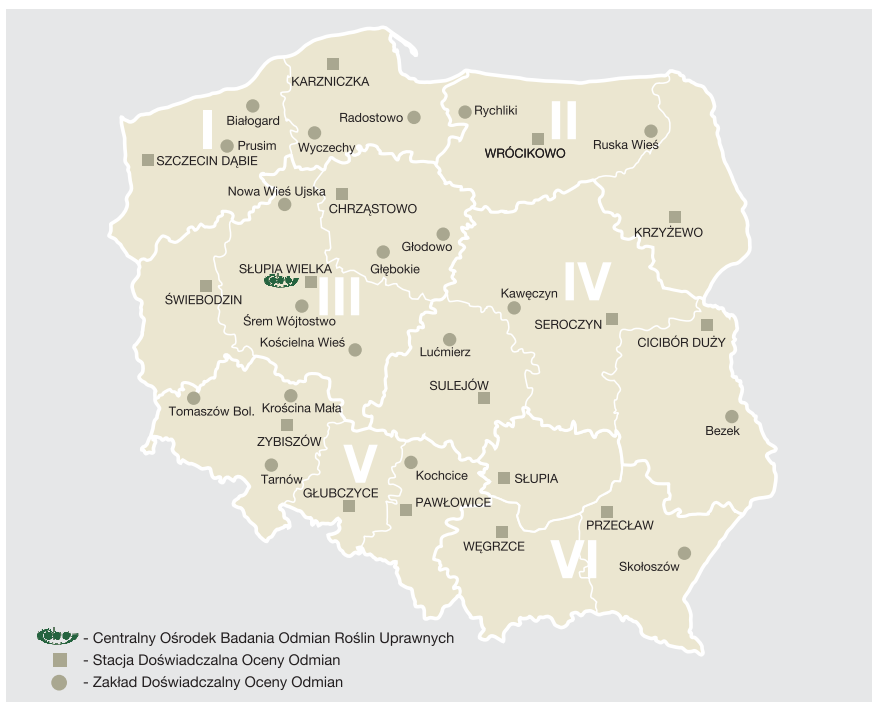 KARZNICZKA
Białogard
Radostowo
Rychliki
I
II
Prusim
Wyczechy
WRÓCIKOWO
Ruska Wieś
SZCZECIN DĄBIE
Nowa Wieś Ujska
CHRZĄSTOWO
KRZYŻEWO
Głodowo
Głębokie
SŁUPIA WIELKA
III
IV
ŚWIEBODZIN
Kawęczyn
Śrem Wójtostwo
SEROCZYN
CICIBÓR DUŻY
Kościelna Wieś
Lućmierz
SULEJÓW
Tomaszów Bol.
Krościna Mała
ZYBISZÓW
Bezek
V
Tarnów
Kochcice
SŁUPIA
GŁUBCZYCE
PAWŁOWICE
PRZECŁAW
WĘGRZCE
VI
Skołoszów
- Centralny Ośrodek Badania Odmian Roślin Uprawnych
- Stacja Doświadczalna Oceny Odmian
- Zakład Doświadczalny Oceny Odmian